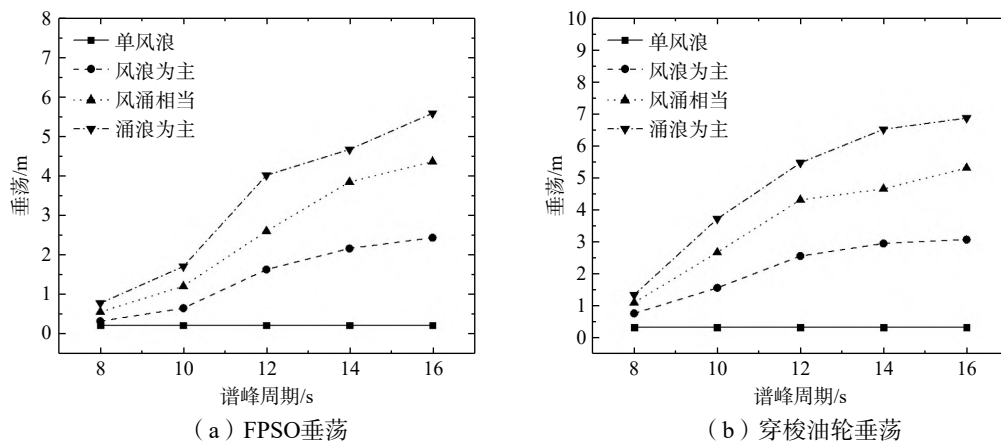 8
7
6
5
4
3
2
1
0
垂荡/m
单风浪
风浪为主
风涌相当
涌浪为主
8 10 12 14 16
谱峰周期/s
（a）FPSO垂荡
10
9
8
7
6
5
4
3
2
1
0
垂荡/m
单风浪
风浪为主
风涌相当
涌浪为主
8 10 12 14 16
谱峰周期/s
（b）穿梭油轮垂荡